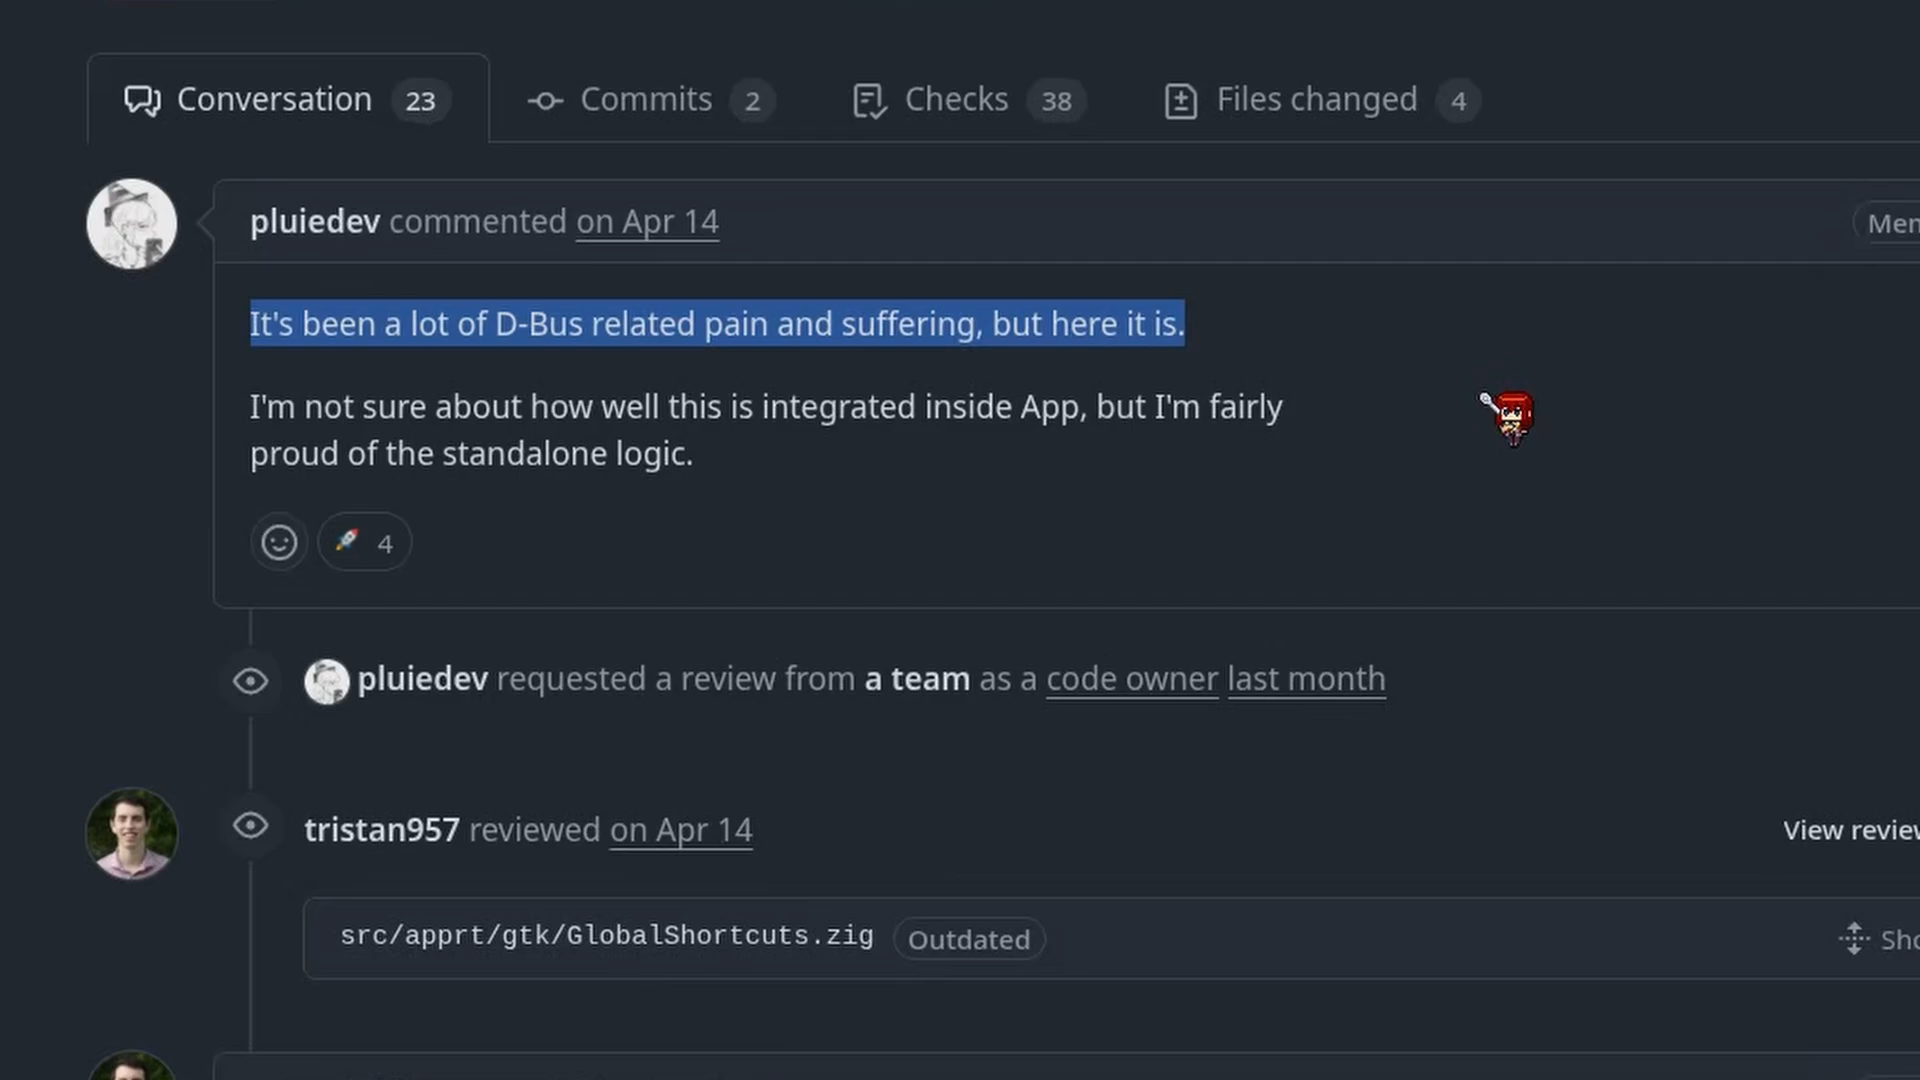 Conversation 23 Commits 2 Checks 38 Files changed 4
pluiedev commented on Apr 14
It's been a lot of D-Bus related pain and suffering, but here it is.
I'm not sure about how well this is integrated inside App, but I'm fairly
proud of the standalone logic.
4
pluiedev requested a review from a team as a code owner last month
tristan957 reviewed on Apr 14
View review
src/apprt/gtk/GlobalShortcuts.zig Outdated